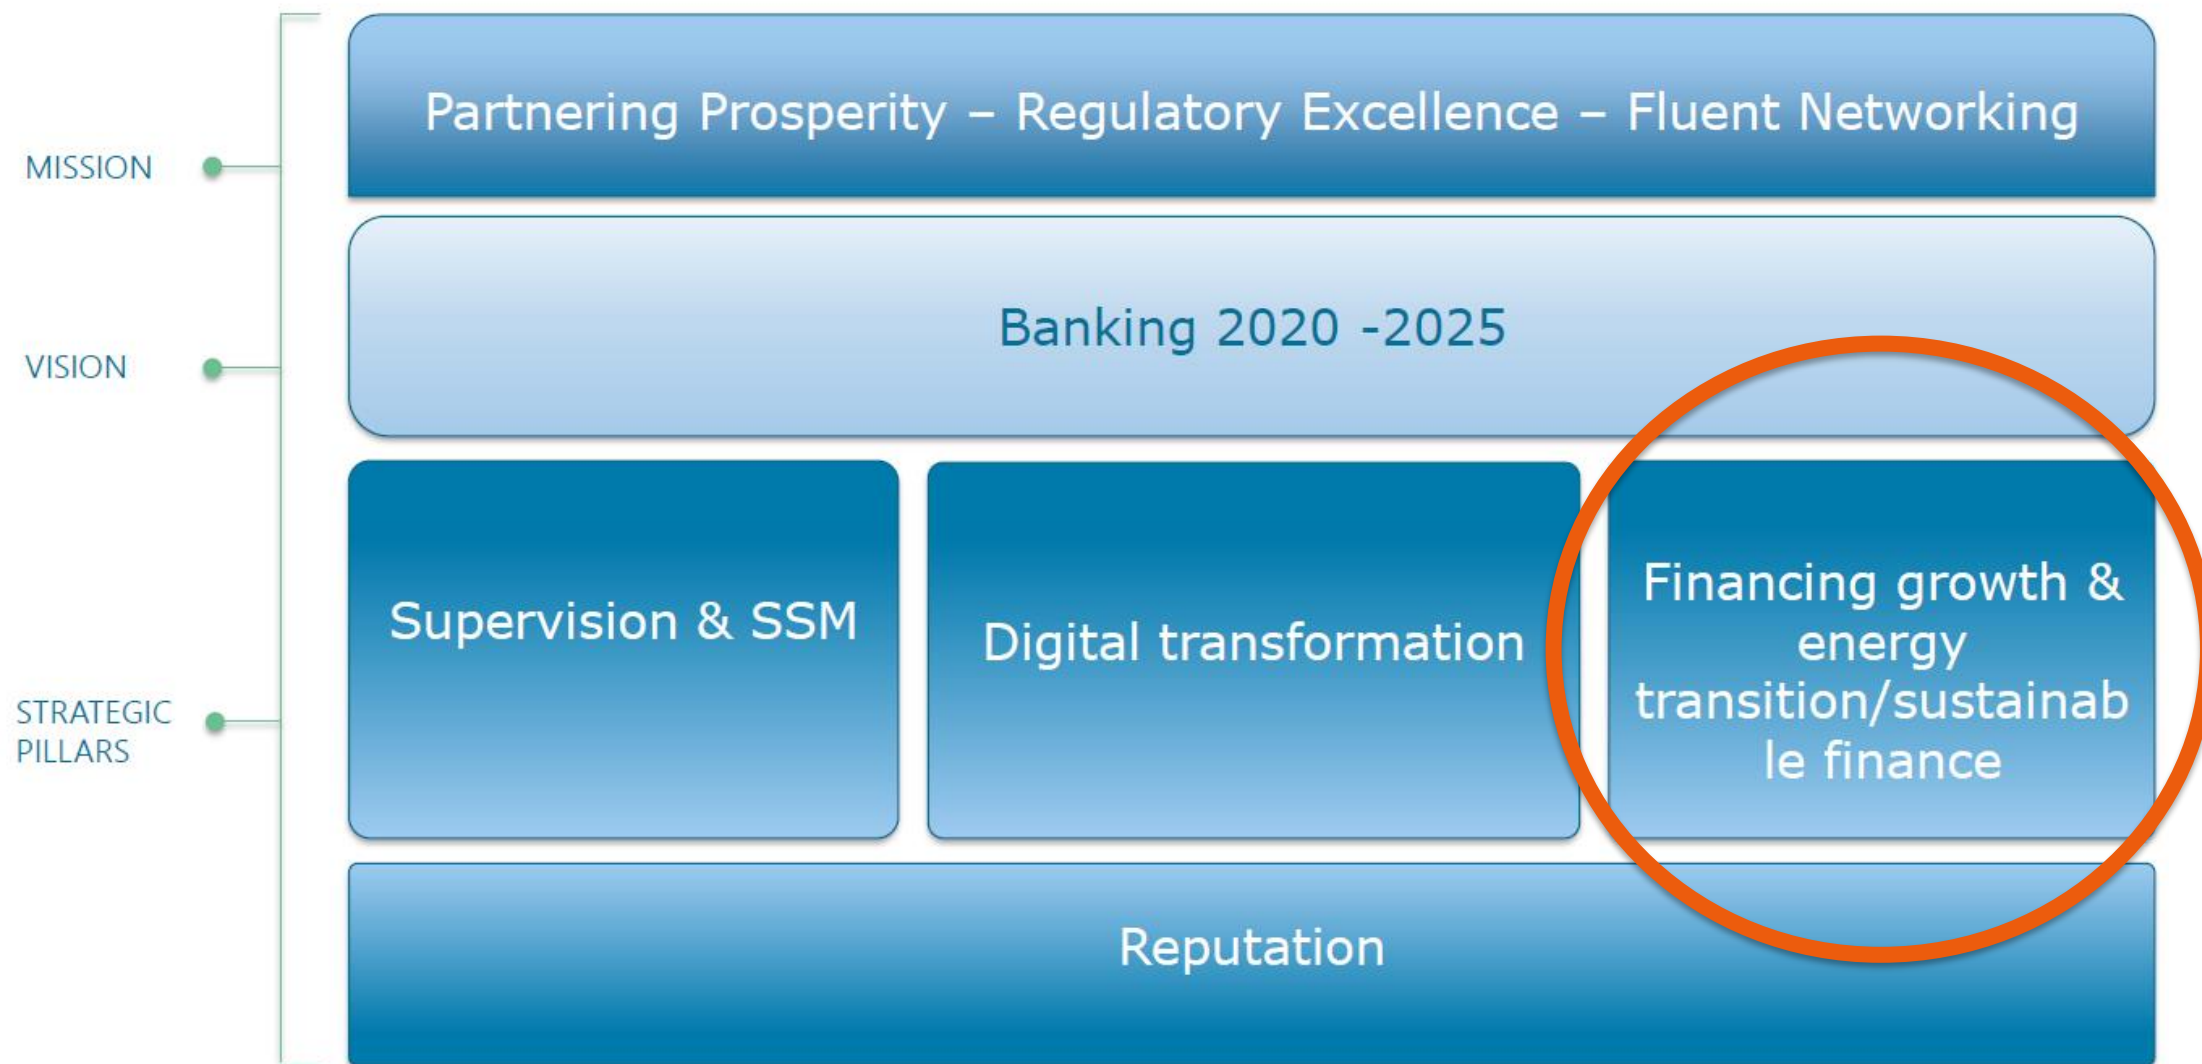 Partnering Prosperity – Regulatory Excellence – Fluent Networking
MISSION
Banking 2020 -2025
VISION
Supervision & SSM
Digital transformation
Financing growth &
energy
transition/sustainab
le finance
STRATEGIC
PILLARS
Reputation